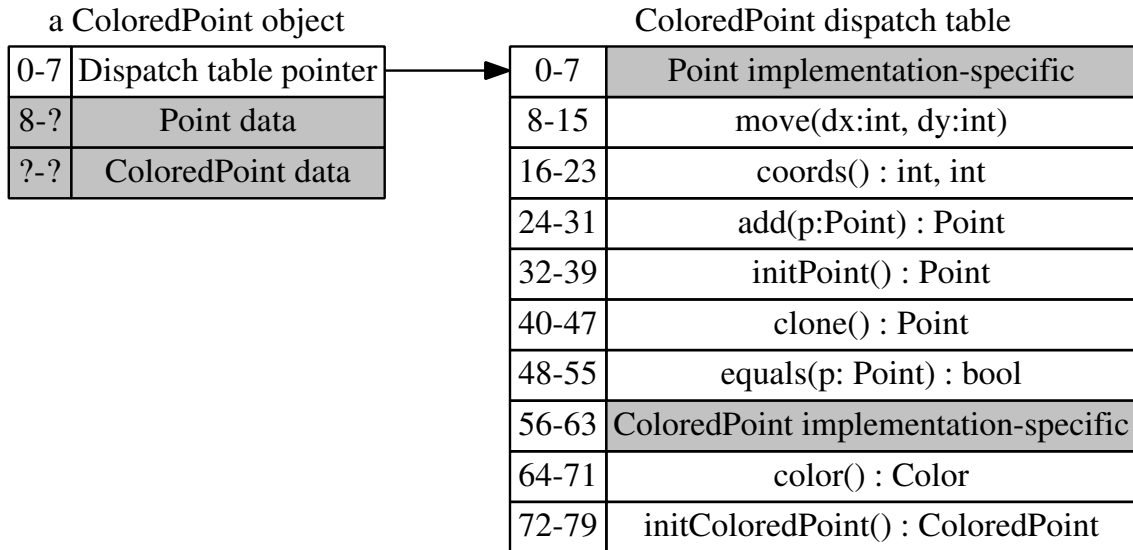 a ColoredPoint object
0-7 Dispatch table pointer
8-? Point data
?-? ColoredPoint data
ColoredPoint dispatch table
0-7 Point implementation-specific
8-15 move(dx:int, dy:int)
16-23 coords() : int, int
24-31 add(p:Point) : Point
32-39 initPoint() : Point
40-47 clone() : Point
48-55 equals(p: Point) : bool
56-63 ColoredPoint implementation-specific
64-71 color() : Color
72-79 initColoredPoint() : ColoredPoint